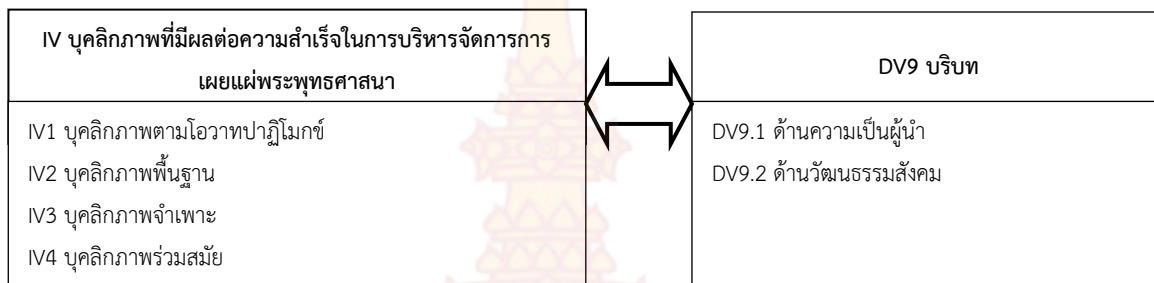 IV บุคลิกภาพที่มีผลต่อความสำเร็จในการบริหารจัดการการ
เผยแผ่พระพุทธศาสนา
IV1 บุคลิกภาพตามโอวาทปาฏิโมกข์
IV2 บุคลิกภาพพื้นฐาน
IV3 บุคลิกภาพจำเพาะ
IV4 บุคลิกภาพร่วมสมัย
DV9 บริบท
DV9.1 ด้านความเป็นผู้นำ
DV9.2 ด้านวัฒนธรรมสังคม